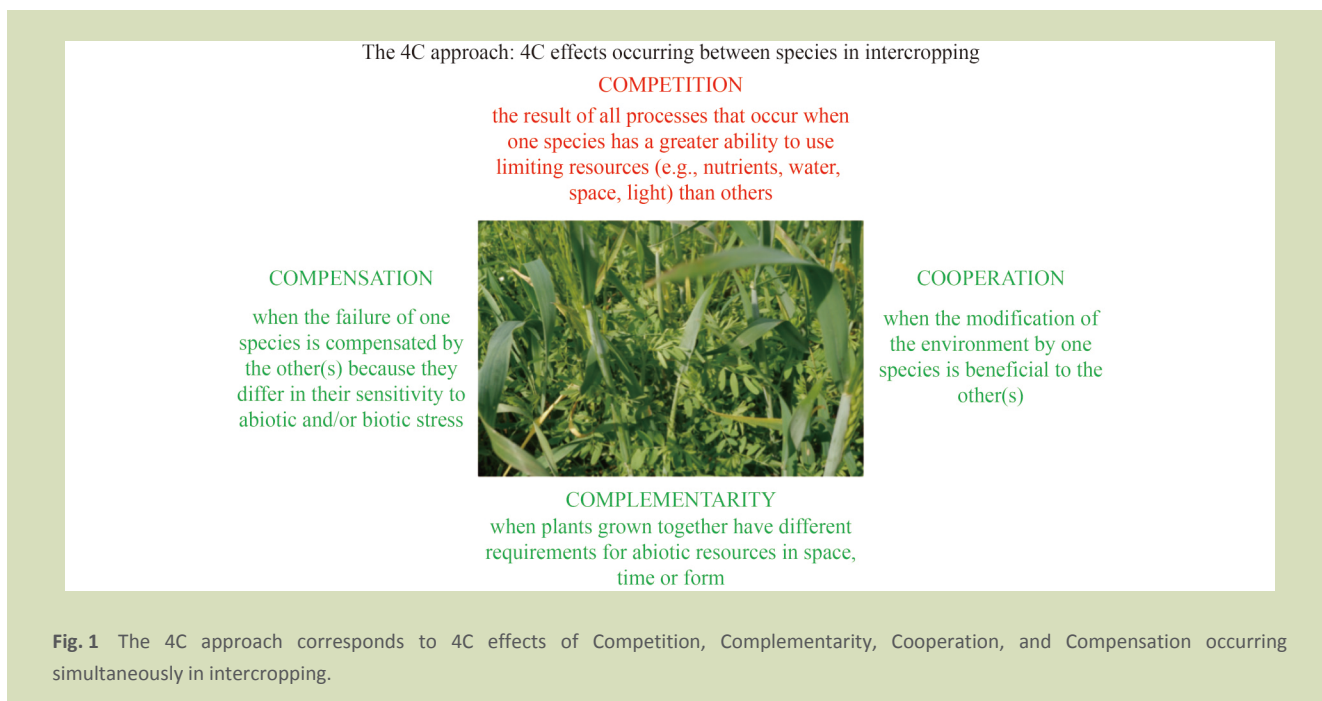 The 4C approach: 4C effects occurring between species in intercropping
COMPETITION
the result of all processes that occur when
one species has a greater ability to use
limiting resources (e.g., nutrients, water,
space, light) than others
COMPENSATION
when the failure of one
species is compensated by
the other(s) because they
differ in their sensitivity to
abiotic and/or biotic stress
COOPERATION
when the modification of
the environment by one
species is beneficial to the
other(s)
COMPLEMENTARITY
when plants grown together have different
requirements for abiotic resources in space,
time or form
Fig. 1 The 4C approach corresponds to 4C effects of Competition, Complementarity, Cooperation, and Compensation occurring
simultaneously in intercropping.